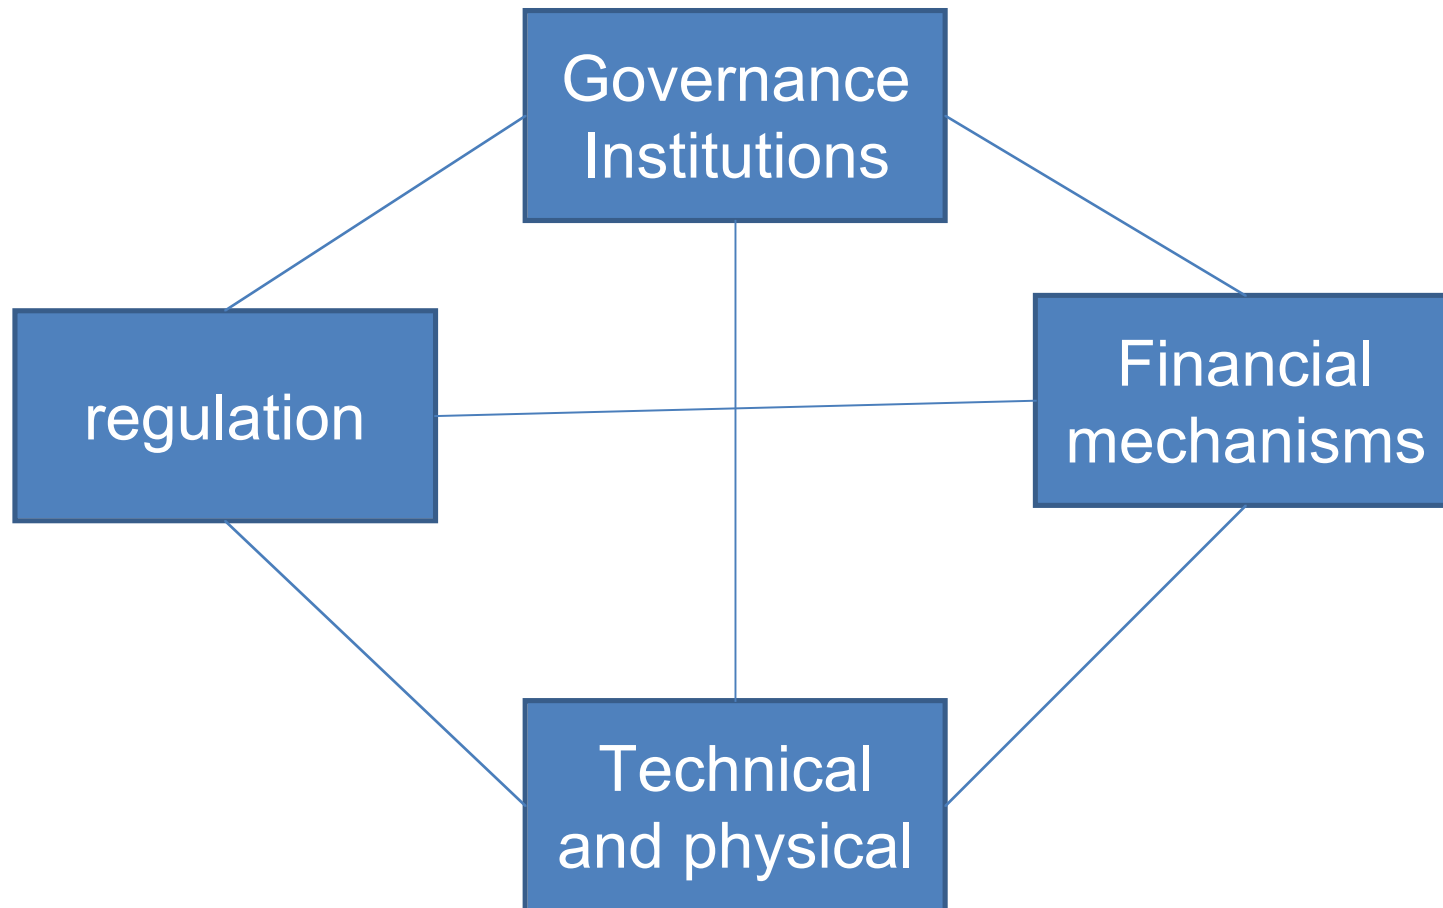 Governance
Institutions
regulation
Financial
mechanisms
Technical
and physical